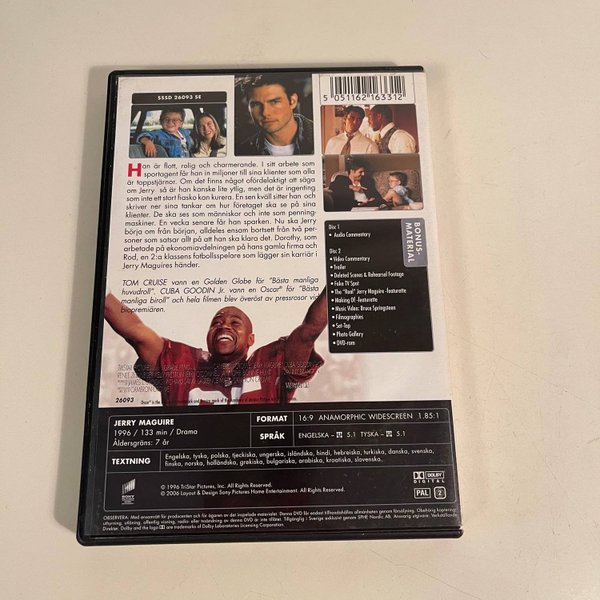 SSSD 26093 SE
5 051162 163312
Han är flott, rolig och charmerande. I sitt arbete som
sportagent får han in miljoner till sina klienter som alla
är toppstjärnor. Om det finns något ofördelaktigt att säga
om Jerry så är han kanske lite ytlig, men det är ingenting
som inte ett stort fiasko kan kurera. En sen kväll sitter han och
skriver ner sina tankar om hur företaget ska se på sina
klienter. De ska ses som människor och inte som penning-
maskiner. En vecka senare får han sparken. Nu ska Jerry
börja om från början, alldeles ensam bortsett från två per-
soner som satsar allt på att han ska klara det. Dorothy, som
arbetade på ekonomiavdelningen på hans gamla firma och
Rod, en 2:a klassens fotbollsspelare som lägger sin karriär i
Jerry Maguires händer.
TOM CRUISE vann en Golden Globe för "Bästa manliga
huvudroll". CUBA GOODIN Jr. vann en Oscar® för "Bästa
manliga biroll" och hela filmen blev överöst av pressrosor vid
biopremiären.
BONUS-
MATERIAL
Disc 1
• Audio Commentary
Disc 2
• Video Commentary
• Trailer
• Deleted Scenes & Rehearsal Footage
• Fake TV Spot
• The "Reel" Jerry Maguire -featurette
• Making Of -featurette
• Music Video: Bruce Springsteen
• Filmographies
• Set-Top
• Photo Gallery
• DVD-rom
26093
JERRY MAGUIRE
1996 / 133 min / Drama
Åldersgräns: 7 år
FORMAT 16:9 ANAMORPHIC WIDESCREEN 1.85:1
SPRÅK ENGELSKA – 5.1 TYSKA – 5.1
TEXTNING Engelska, tyska, polska, tjeckiska, ungerska, isländska, hindi, hebreiska, turkiska, danska, svenska,
finska, norska, holländska, grekiska, bulgariska, arabiska, kroatiska, slovenska.
© 1996 TriStar Pictures, Inc. All Rights Reserved.
© 2006 Layout & Design Sony Pictures Home Entertainment. All Rights Reserved.
DOLBY
DIGITAL
PAL 2